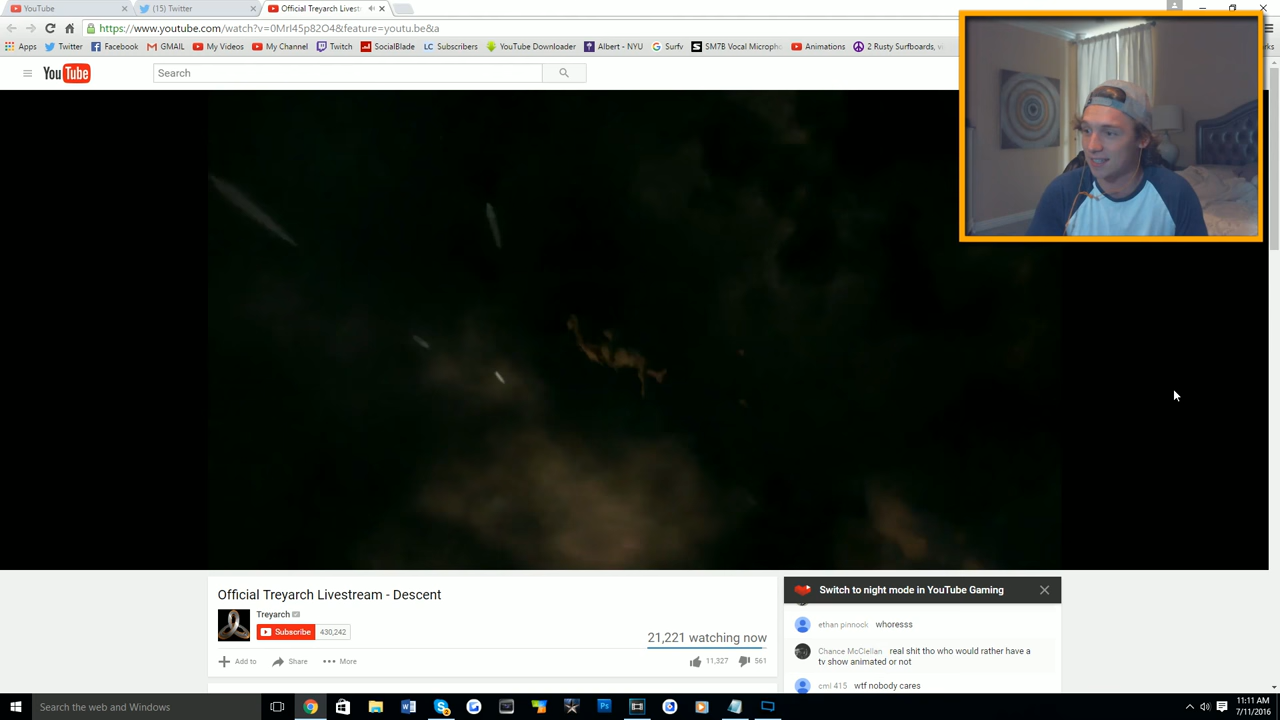 YouTube
(15) Twitter
Official Treyarch Livest
https://www.youtube.com/watch?v=0MrI45p82O4&feature=youtu.be&a
Apps Twitter Facebook GMAIL My Videos My Channel Twitch SocialBlade Subscribers YouTube Downloader Albert - NYU Surfv SM7B Vocal Microph Animations 2 Rusty Surfboards, v
YouTube
Search
Official Treyarch Livestream - Descent
Treyarch
Subscribe 430,242
21,221 watching now
Add to Share More
11,327 561
Switch to night mode in YouTube Gaming
ethan pinnock whoresss
Chance McClellan real shit tho who would rather have a
tv show animated or not
cml 415 wtf nobody cares
Search the web and Windows
11:11 AM
7/11/2016